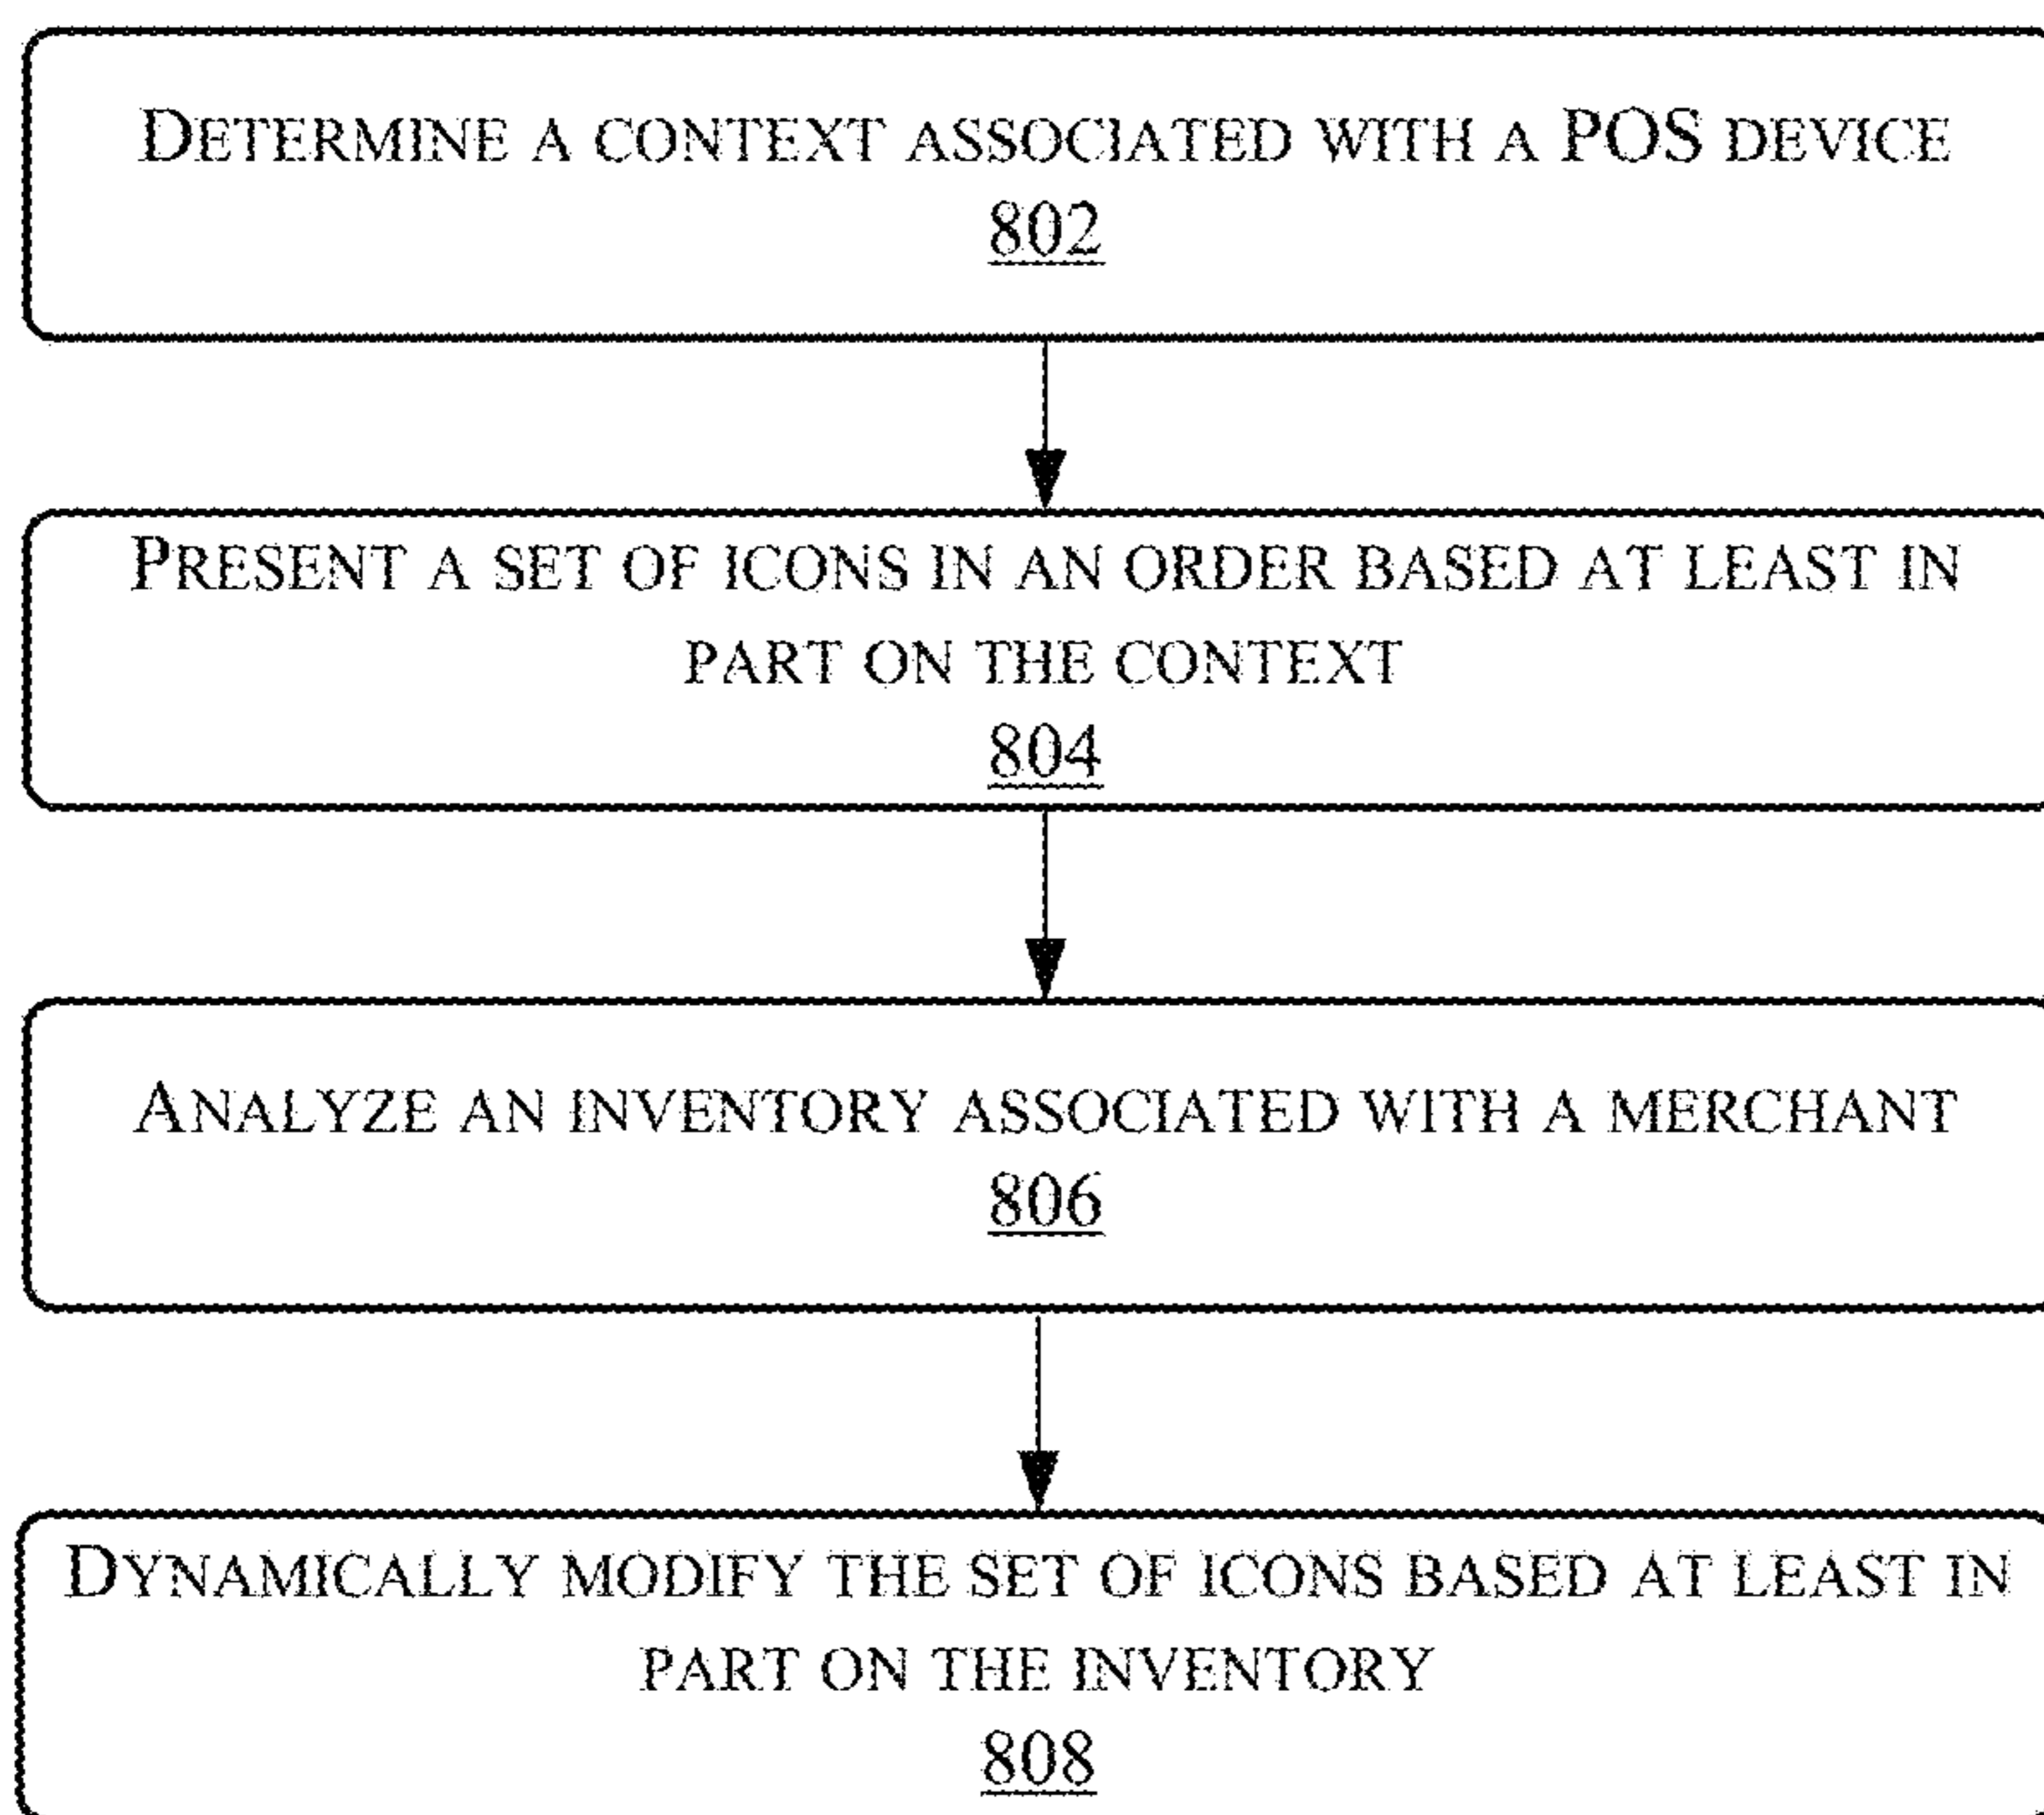 DETERMINE A CONTEXT ASSOCIATED WITH A POS DEVICE
802
PRESENT A SET OF ICONS IN AN ORDER BASED AT LEAST IN
PART ON THE CONTEXT
804
ANALYZE AN INVENTORY ASSOCIATED WITH A MERCHANT
806
DYNAMICALLY MODIFY THE SET OF ICONS BASED AT LEAST IN
PART ON THE INVENTORY
808